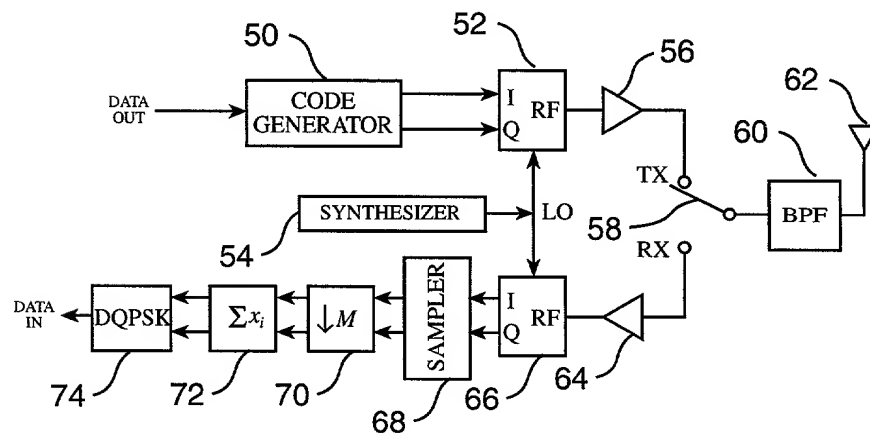 50
52
56
62
DATA
OUT
CODE
GENERATOR
I
Q
RF
60
TX
BPF
58
RX
SYNTHESIZER
LO
54
DATA
IN
DQPSK
∑ xᵢ
↓M
SAMPLER
I
Q
RF
74
72
70
68
66
64